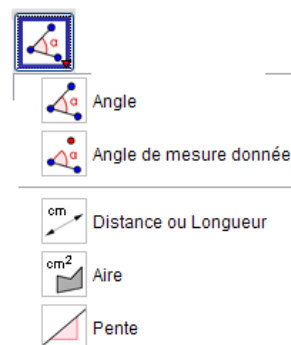 α
α Angle
α Angle de mesure donnée
cm Distance ou Longueur
cm² Aire
Pente